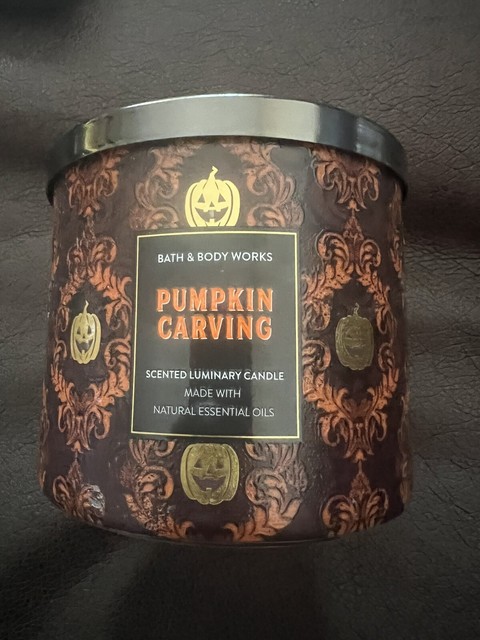 BATH & BODY WORKS
PUMPKIN
CARVING
SCENTED LUMINARY CANDLE
MADE WITH
NATURAL ESSENTIAL OILS